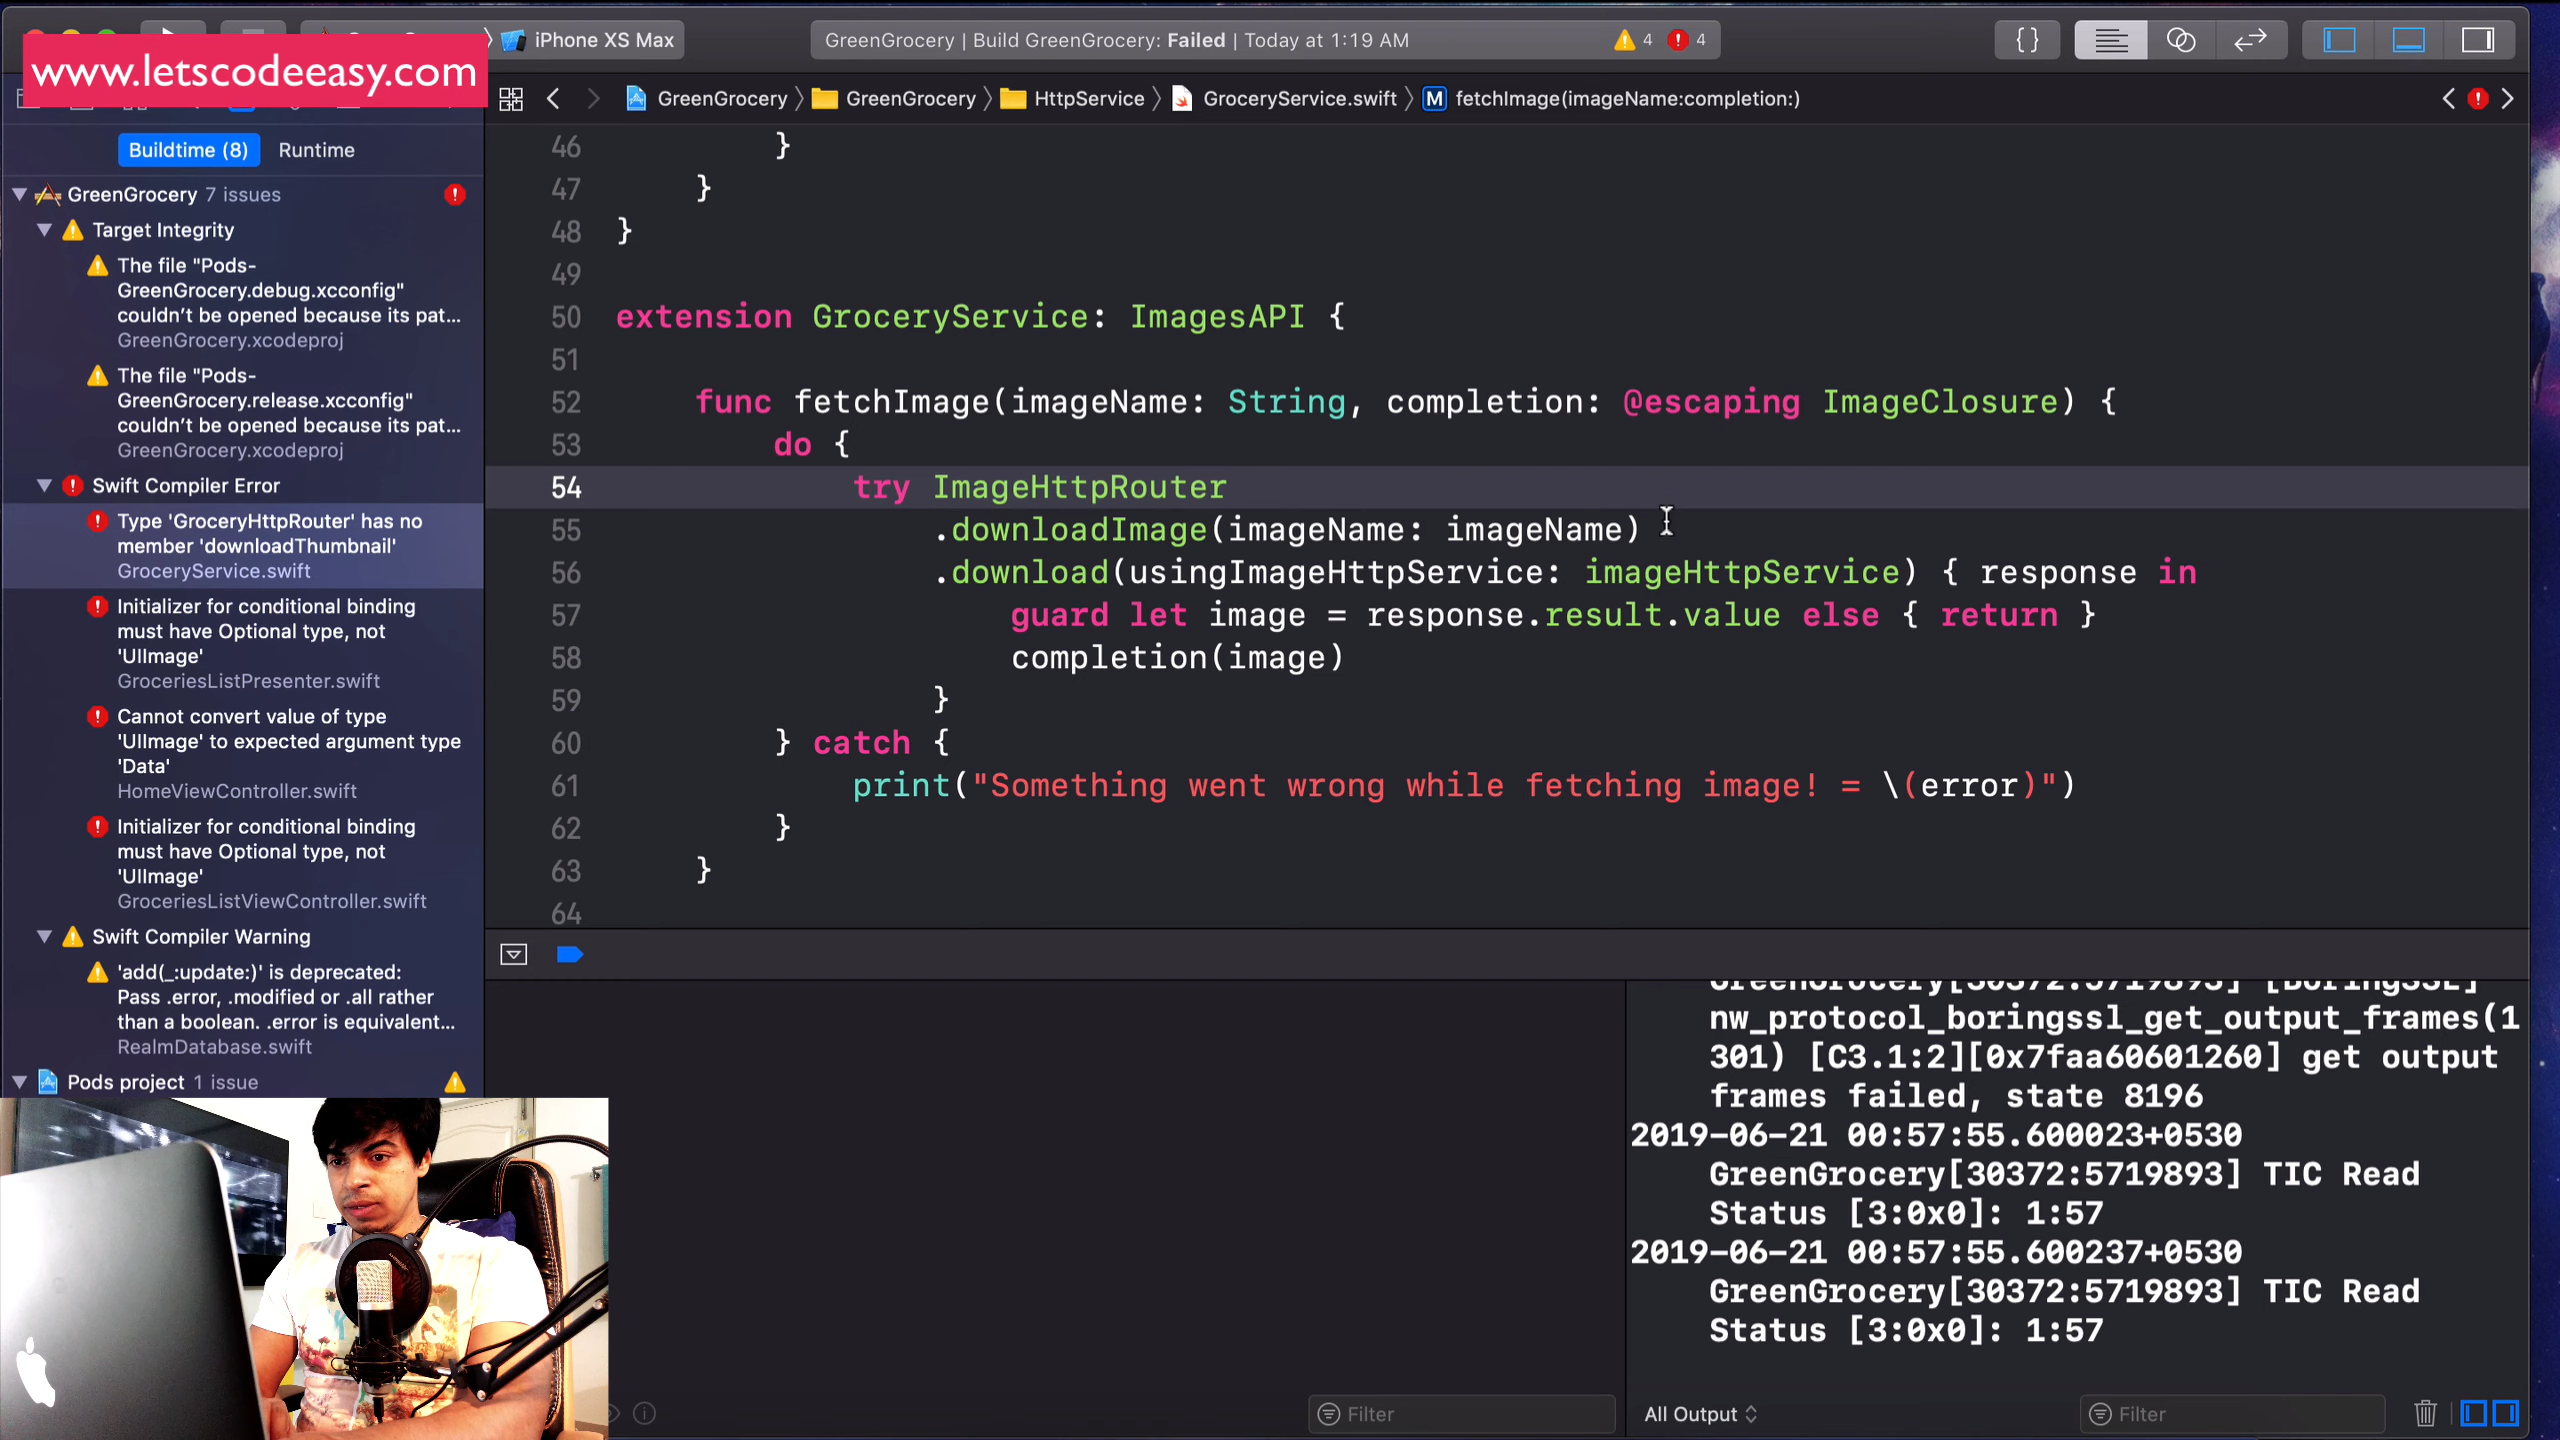 iPhone XS Max
GreenGrocery | Build GreenGrocery: Failed | Today at 1:19 AM
4
4
www.letscodeeasy.com
GreenGrocery
GreenGrocery
HttpService
GroceryService.swift
M
fetchImage(imageName:completion:)
Buildtime (8)
Runtime
GreenGrocery 7 issues
Target Integrity
The file "Pods-
GreenGrocery.debug.xcconfig"
couldn’t be opened because its pat...
GreenGrocery.xcodeproj
The file "Pods-
GreenGrocery.release.xcconfig"
couldn’t be opened because its pat...
GreenGrocery.xcodeproj
Swift Compiler Error
Type 'GroceryHttpRouter' has no
member 'downloadThumbnail'
GroceryService.swift
Initializer for conditional binding
must have Optional type, not
'UIImage'
GroceriesListPresenter.swift
Cannot convert value of type
'UIImage' to expected argument type
'Data'
HomeViewController.swift
Initializer for conditional binding
must have Optional type, not
'UIImage'
GroceriesListViewController.swift
Swift Compiler Warning
'add(_:update:)' is deprecated:
Pass .error, .modified or .all rather
than a boolean. .error is equivalent...
RealmDatabase.swift
Pods project 1 issue
46 }
47 }
48 }
49
50 extension GroceryService: ImagesAPI {
51
52 func fetchImage(imageName: String, completion: @escaping ImageClosure) {
53 do {
54 try ImageHttpRouter
55 .downloadImage(imageName: imageName)
56 .download(usingImageHttpService: imageHttpService) { response in
57 guard let image = response.result.value else { return }
58 completion(image)
59 }
60 } catch {
61 print("Something went wrong while fetching image! = \(error)")
62 }
63 }
64
GreenGrocery[30372:5719893] [BoringSSL]
nw_protocol_boringssl_get_output_frames(1
301) [C3.1:2][0x7faa60601260] get output
frames failed, state 8196
2019-06-21 00:57:55.600023+0530
GreenGrocery[30372:5719893] TIC Read
Status [3:0x0]: 1:57
2019-06-21 00:57:55.600237+0530
GreenGrocery[30372:5719893] TIC Read
Status [3:0x0]: 1:57
Filter
All Output
Filter